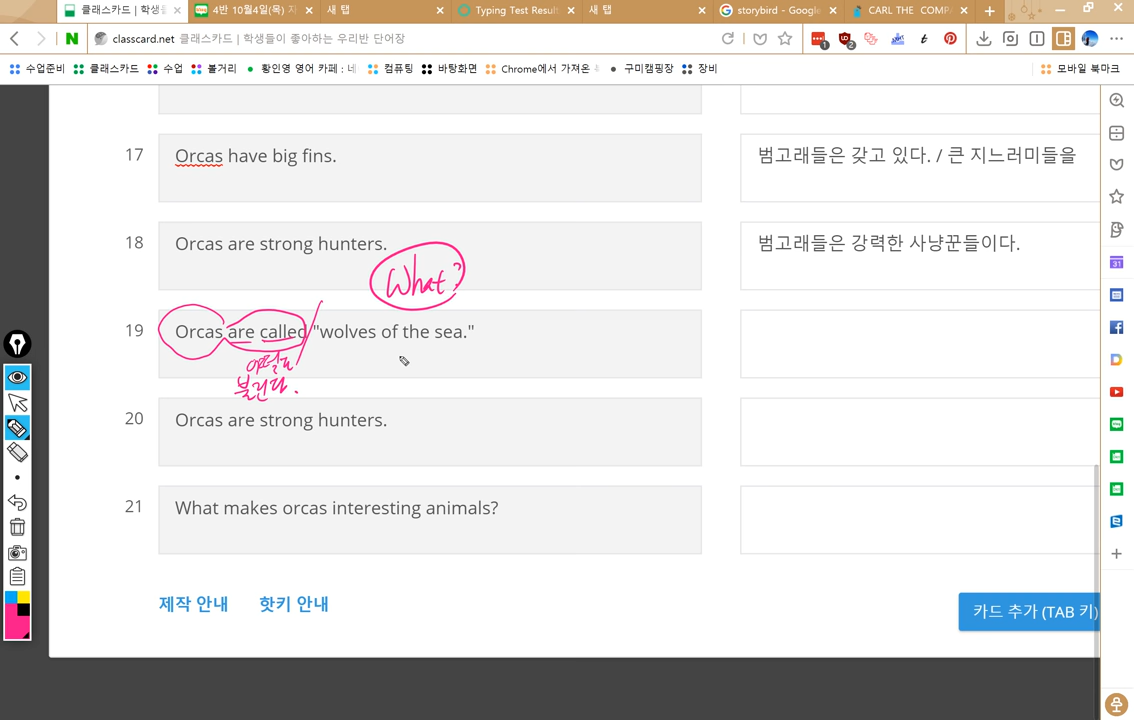 클래스카드 | 학생들
4반 10월4일(목) 지
새 탭
Typing Test Result
새 탭
storybird - Google
CARL THE COMPA
N classcard.net 클래스카드 | 학생들이 좋아하는 우리반 단어장
수업준비 클래스카드 수업 볼거리 황인영 영어 카페 : 네 컴퓨팅 바탕화면 Chrome에서 가져온 구미캠핑장 장비 모바일 북마크
17 Orcas have big fins. 범고래들은 갖고 있다. / 큰 지느러미들을
18 Orcas are strong hunters. 범고래들은 강력한 사냥꾼들이다.
What?
19 Orcas are called "wolves of the sea."
불린다.
20 Orcas are strong hunters.
21 What makes orcas interesting animals?
제작 안내 핫키 안내
카드 추가 (TAB 키)